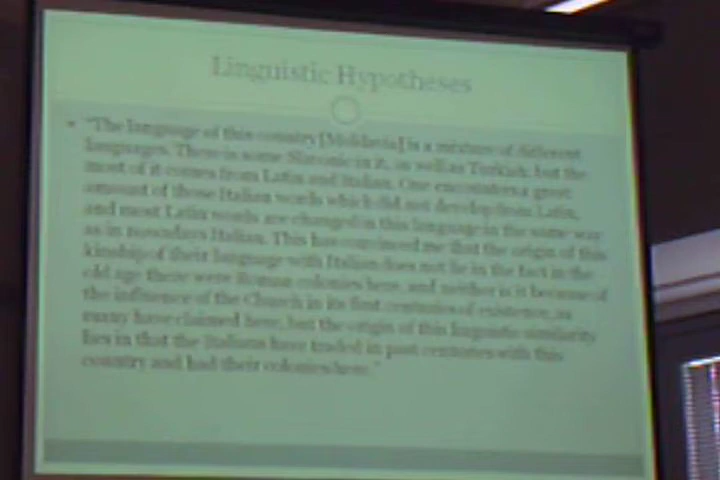 Linguistic Hypotheses
"The language of this country [Moldavia] is a mixture of different
languages. There is some Slavonic in it, as well as Turkish, but the
most of it comes from Latin and Italian. One encounters a great
amount of those Italian words which did not develop from Latin,
and most Latin words are changed in this language in the same way
as in nowadays Italian. This has convinced me that the origin of this
kinship of their language with Italian does not lie in the fact in the
old age there were Roman colonies here, and neither is it because of
the influence of the Church in its first centuries of existence, as
many have claimed here, but the origin of this linguistic similarity
lies in that the Italians have traded in past centuries with this
country and had their colonies here."